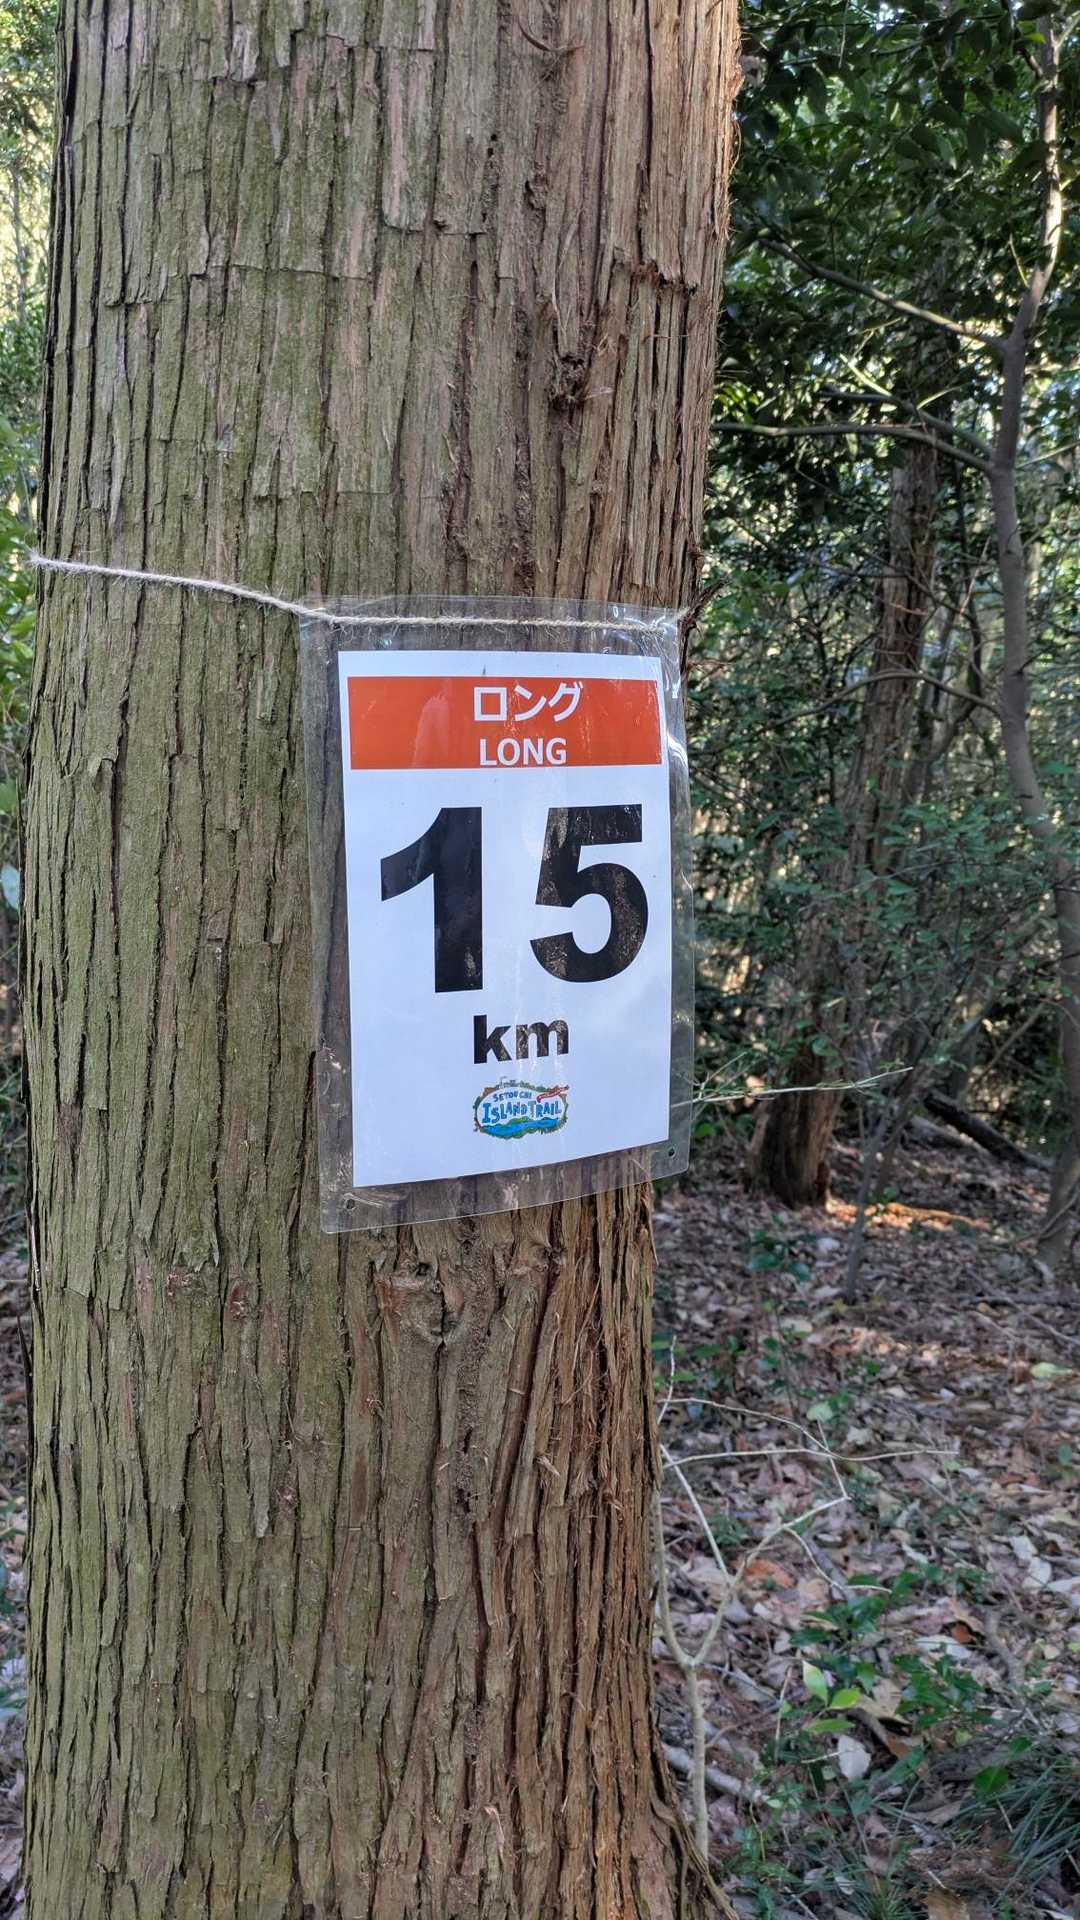 ロング
LONG
15
km
SETOUCHI
ISLAND TRAIL